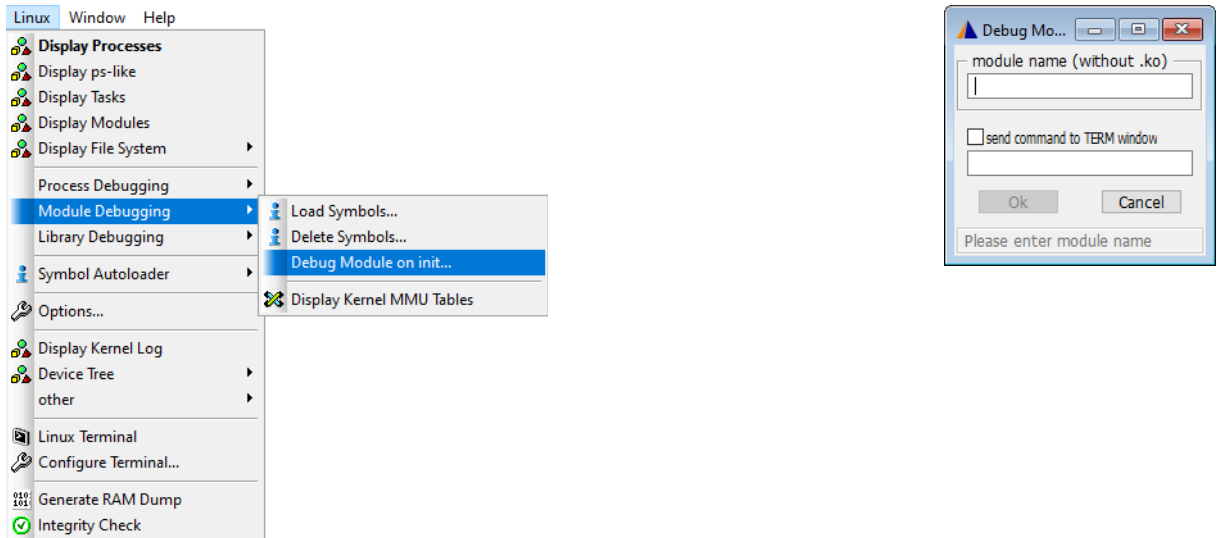 Linux Window Help
Display Processes
Display ps-like
Display Tasks
Display Modules
Display File System
Process Debugging
Module Debugging
Library Debugging
Symbol Autoloader
Options...
Display Kernel Log
Device Tree
other
Linux Terminal
Configure Terminal...
Generate RAM Dump
Integrity Check
Load Symbols...
Delete Symbols...
Debug Module on init...
Display Kernel MMU Tables
Debug Mo...
module name (without .ko)
send command to TERM window
Ok Cancel
Please enter module name